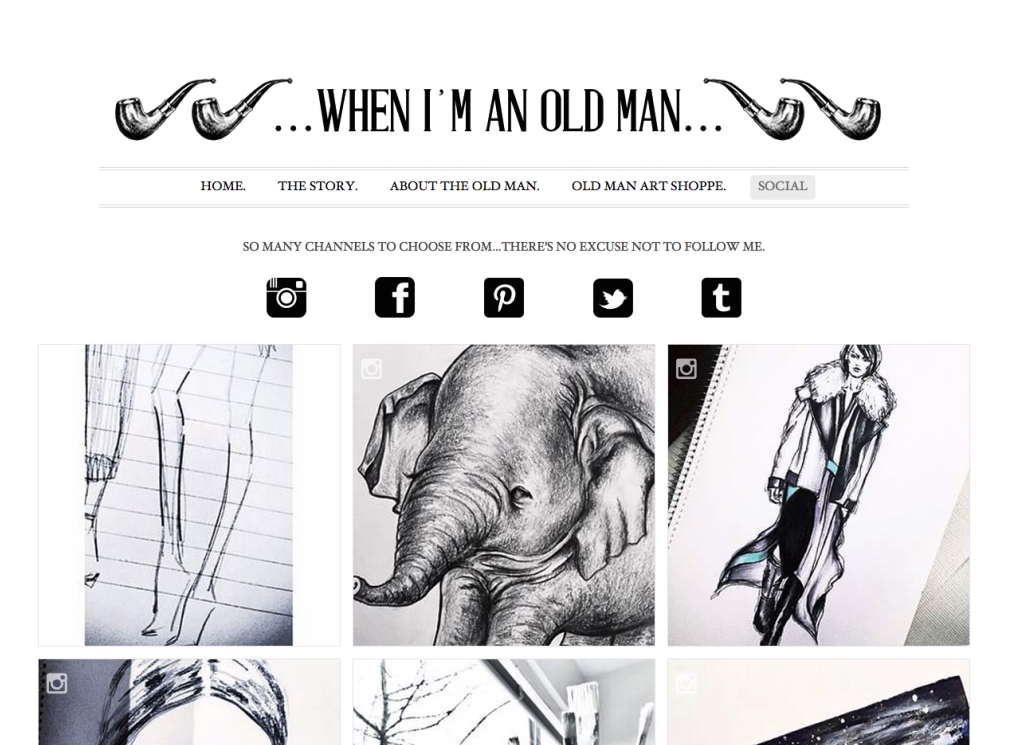 ...WHEN I'M AN OLD MAN...
HOME. THE STORY. ABOUT THE OLD MAN. OLD MAN ART SHOPPE. SOCIAL
SO MANY CHANNELS TO CHOOSE FROM...THERE'S NO EXCUSE NOT TO FOLLOW ME.